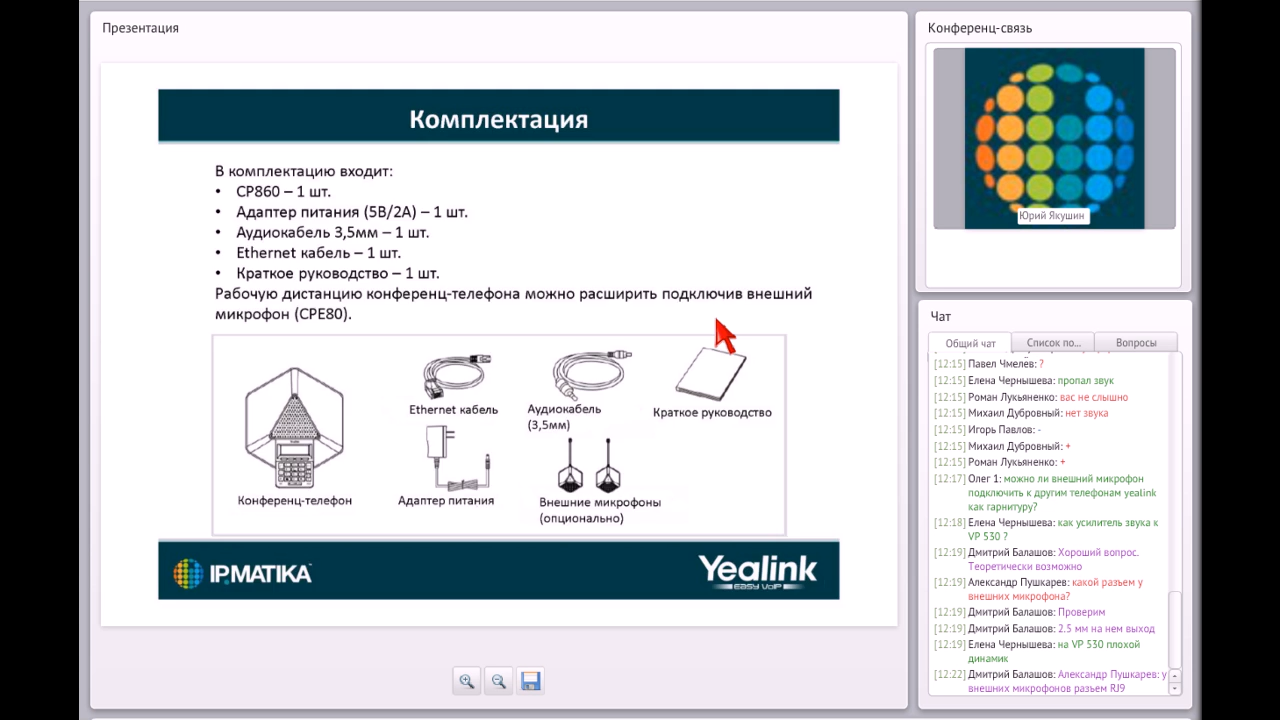 Презентация
Комплектация
В комплектацию входит:
• CP860 – 1 шт.
• Адаптер питания (5В/2А) – 1 шт.
• Аудиокабель 3,5мм – 1 шт.
• Ethernet кабель – 1 шт.
• Краткое руководство – 1 шт.
Рабочую дистанцию конференц-телефона можно расширить подключив внешний
микрофон (CPE80).
Ethernet кабель
Аудиокабель
(3,5мм)
Краткое руководство
Конференц-телефон
Адаптер питания
Внешние микрофоны
(опционально)
IPMATIKA
Yealink
EASY VoIP
Конференц-связь
Юрий Якушин
Чат
Общий чат
Список по...
Вопросы
[12:15] Павел Чмелев: ?
[12:15] Елена Чернышева: пропал звук
[12:15] Роман Лукьяненко: вас не слышно
[12:15] Михаил Дубровный: нет звука
[12:15] Игорь Павлов: -
[12:15] Михаил Дубровный: +
[12:15] Роман Лукьяненко: +
[12:17] Олег 1: можно ли внешний микрофон
подключить к другим телефонам yealink
как гарнитуру?
[12:18] Елена Чернышева: как усилитель звука к
VP 530 ?
[12:19] Дмитрий Балашов: Хороший вопрос.
Теоретически возможно
[12:19] Александр Пушкарев: какой разъем у
внешних микрофона?
[12:19] Дмитрий Балашов: Проверим
[12:19] Дмитрий Балашов: 2.5 мм на нем выход
[12:19] Елена Чернышева: на VP 530 плохой
динамик
[12:22] Дмитрий Балашов: Александр Пушкарев: у
внешних микрофонов разъем RJ9